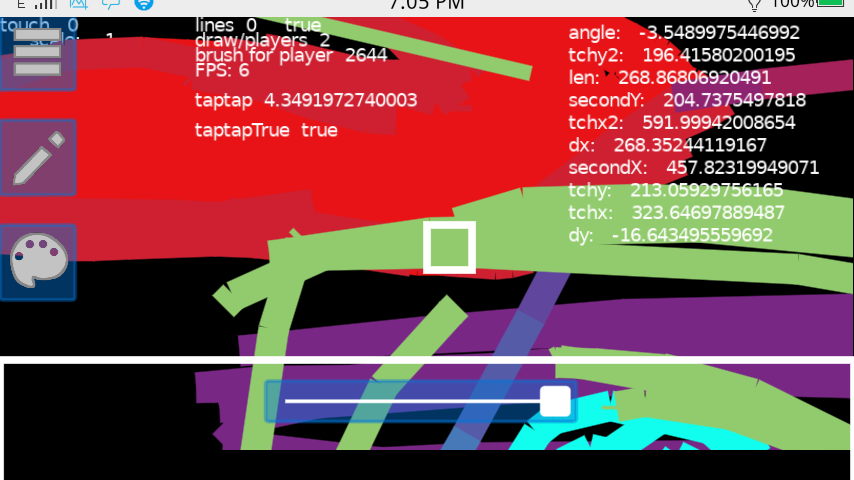 E
7:05 PM
100%
touch 0
scale: 1
lines 0 true
draw/players 2
brush for player 2644
FPS: 6
taptap 4.3491972740003
taptapTrue true
angle: -3.5489975446992
tchy2: 196.41580200195
len: 268.86806920491
secondY: 204.7375497818
tchx2: 591.99942008654
dx: 268.35244119167
secondX: 457.82319949071
tchy: 213.05929756165
tchx: 323.64697889487
dy: -16.643495559692